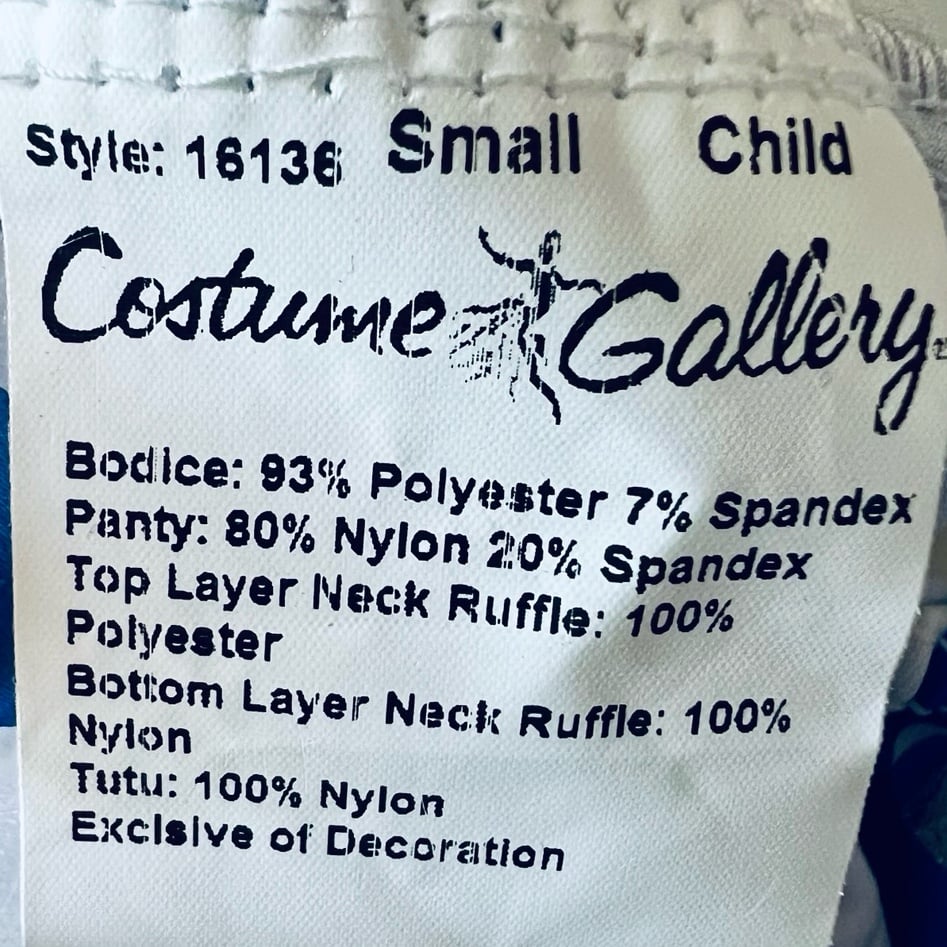 Style: 16136 Small Child
Costume Gallery
Bodice: 93% Polyester 7% Spandex
Panty: 80% Nylon 20% Spandex
Top Layer Neck Ruffle: 100%
Polyester
Bottom Layer Neck Ruffle: 100%
Nylon
Tutu: 100% Nylon
Exclsive of Decoration